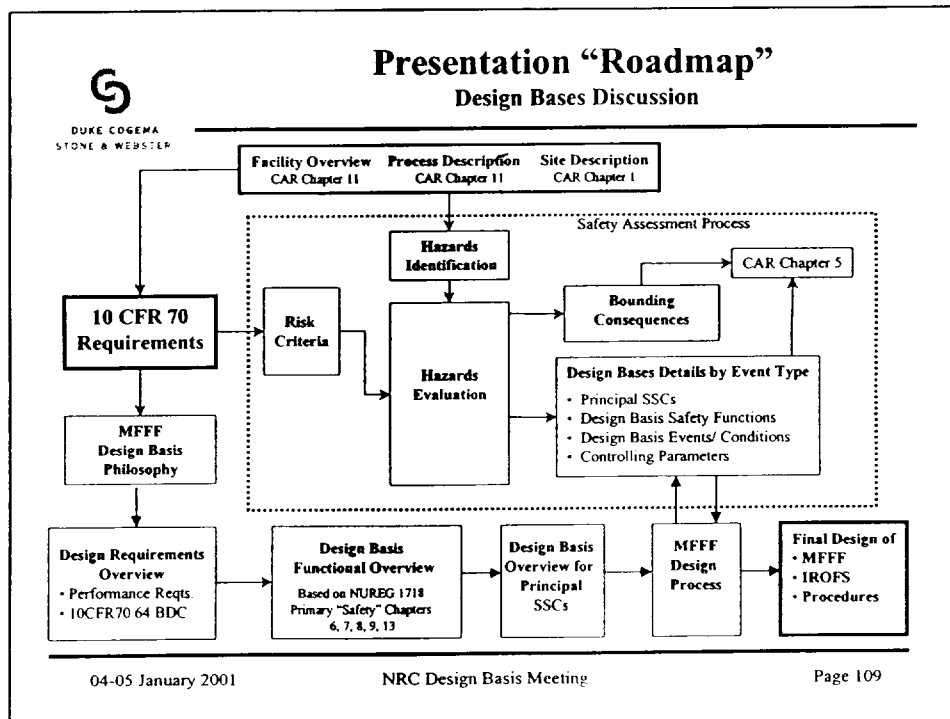 Presentation “Roadmap”
Design Bases Discussion
DUKE COGEMA
STONE & WEBSTER
Facility Overview
CAR Chapter 11
Process Description
CAR Chapter 11
Site Description
CAR Chapter 1
Safety Assessment Process
Hazards
Identification
CAR Chapter 5
10 CFR 70
Requirements
Risk
Criteria
Hazards
Evaluation
Bounding
Consequences
Design Bases Details by Event Type
• Principal SSCs
• Design Basis Safety Functions
• Design Basis Events/ Conditions
• Controlling Parameters
MFFF
Design Basis
Philosophy
Design Requirements
Overview
• Performance Reqts.
• 10CFR70 64 BDC
Design Basis
Functional Overview
Based on NUREG 1718
Primary “Safety” Chapters
6, 7, 8, 9, 13
Design Basis
Overview for
Principal
SSCs
MFFF
Design
Process
Final Design of
• MFFF
• IROFS
• Procedures
04-05 January 2001
NRC Design Basis Meeting
Page 109